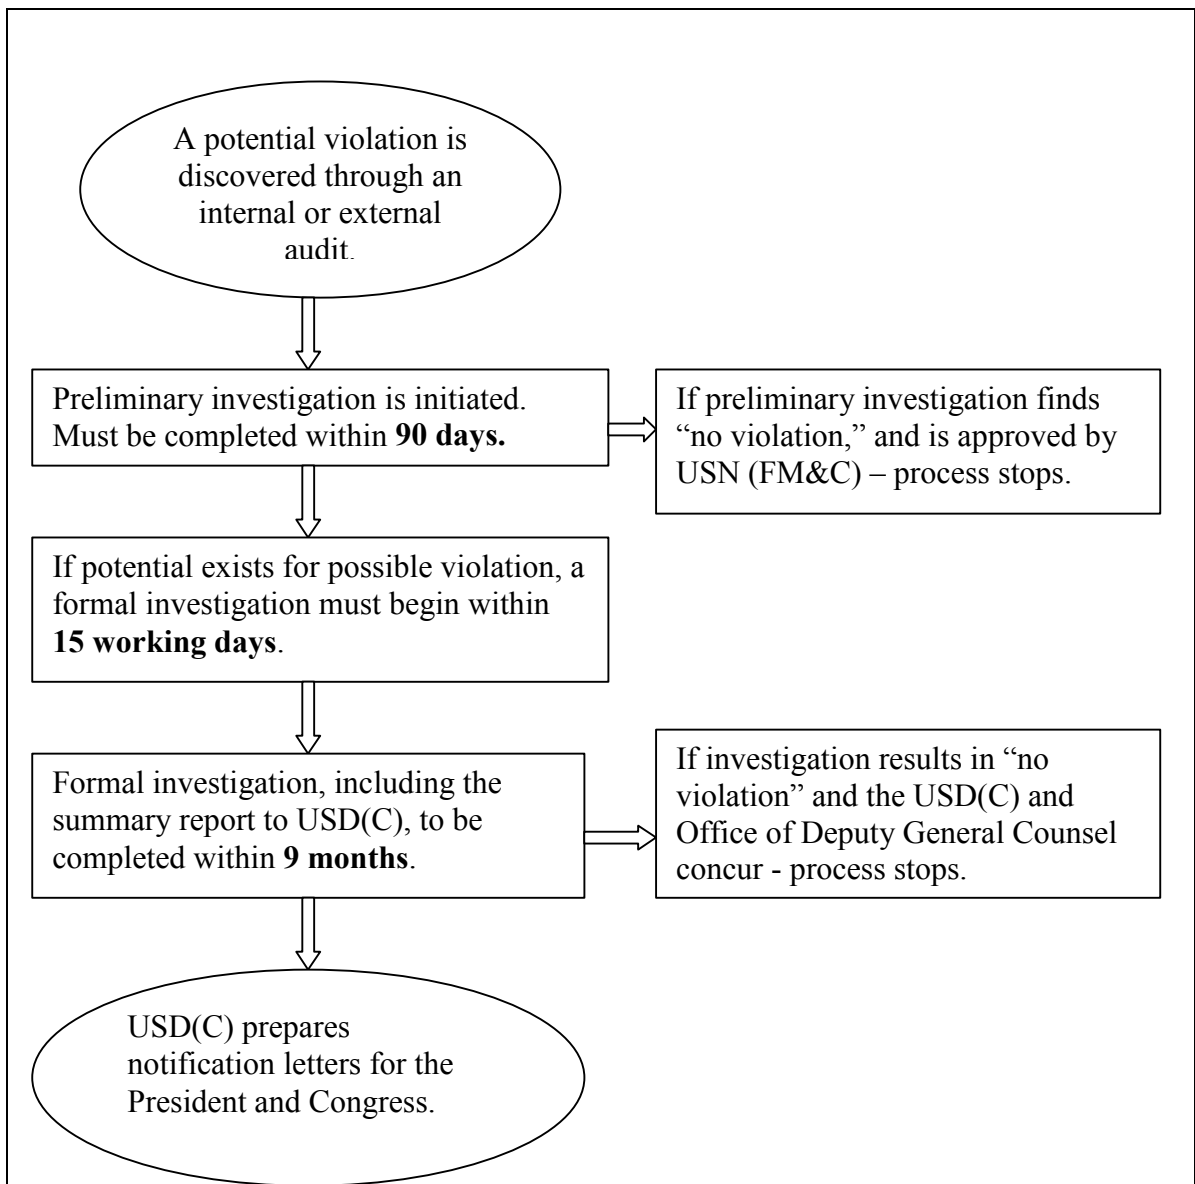 A potential violation is
discovered through an
internal or external
audit.
Preliminary investigation is initiated.
Must be completed within 90 days.
If preliminary investigation finds
“no violation,” and is approved by
USN (FM&C) – process stops.
If potential exists for possible violation, a
formal investigation must begin within
15 working days.
Formal investigation, including the
summary report to USD(C), to be
completed within 9 months.
If investigation results in “no
violation” and the USD(C) and
Office of Deputy General Counsel
concur - process stops.
USD(C) prepares
notification letters for the
President and Congress.